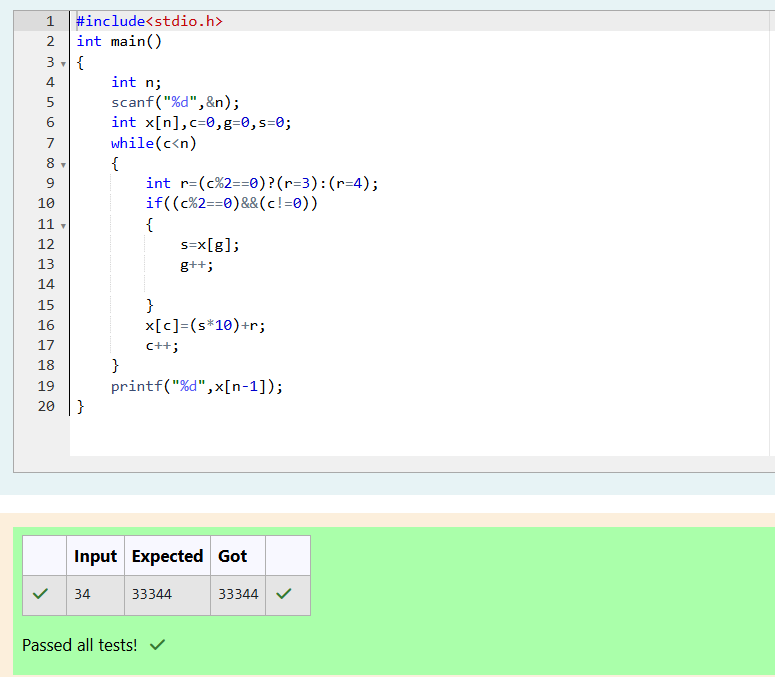 1 #include<stdio.h>
2 int main()
3 {
4     int n;
5     scanf("%d",&n);
6     int x[n],c=0,g=0,s=0;
7     while(c<n)
8     {
9         int r=(c%2==0)?(r=3):(r=4);
10         if((c%2==0)&&(c!=0))
11         {
12             s=x[g];
13             g++;
14
15         }
16         x[c]=(s*10)+r;
17         c++;
18     }
19     printf("%d",x[n-1]);
20 }
Input Expected Got
34 33344 33344
Passed all tests!